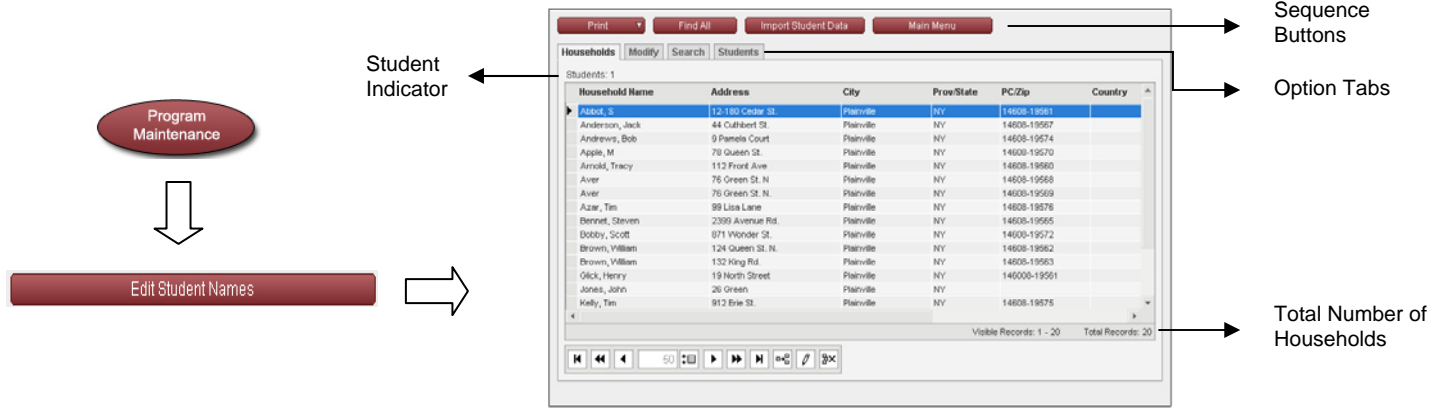 Program
Maintenance
Edit Student Names
Student
Indicator
Print Find All Import Student Data Main Menu
Households Modify Search Students
Students: 1
Household Name Address City Prov/State PC/Zip Country
Abbot, S 12-180 Cedar St. Plainville NY 14608-19561
Anderson, Jack 44 Cuthbert St. Plainville NY 14608-19567
Andrews, Bob 9 Pamela Court Plainville NY 14608-19574
Apple, M 78 Queen St. Plainville NY 14608-19570
Arnold, Tracy 112 Front Ave Plainville NY 14608-19560
Aver 76 Green St. N Plainville NY 14608-19568
Aver 76 Green St. N. Plainville NY 14608-19569
Azar, Tim 99 Lisa Lane Plainville NY 14608-19576
Bennet, Steven 2399 Avenue Rd. Plainville NY 14608-19565
Bobby, Scott 871 Wonder St. Plainville NY 14608-19572
Brown, William 124 Queen St. N. Plainville NY 14608-19562
Brown, William 132 King Rd. Plainville NY 14608-19563
Glick, Henry 19 North Street Plainville NY 146008-19561
Jones, John 26 Green Plainville NY
Kelly, Tim 912 Erie St. Plainville NY 14608-19575
Visible Records: 1 - 20 Total Records: 20
50
Sequence
Buttons
Option Tabs
Total Number of
Households